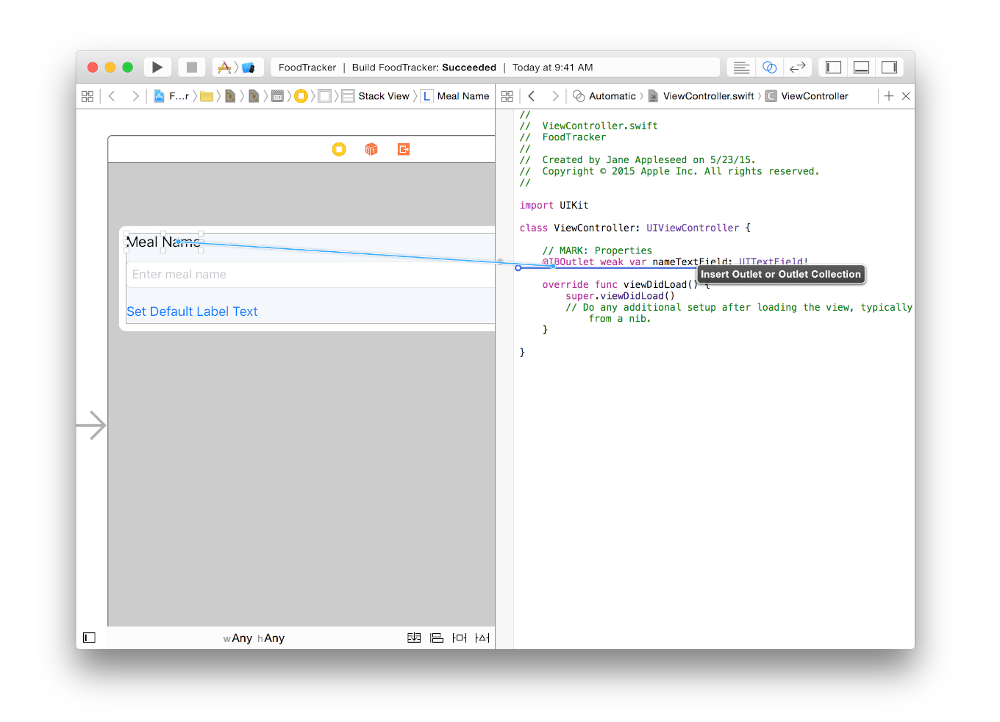 FoodTracker | Build FoodTracker: Succeeded | Today at 9:41 AM
F...r Stack View L Meal Name
Automatic ViewController.swift C ViewController
//
// ViewController.swift
// FoodTracker
//
// Created by Jane Appleseed on 5/23/15.
// Copyright © 2015 Apple Inc. All rights reserved.
//
import UIKit
class ViewController: UIViewController {
// MARK: Properties
@IBOutlet weak var nameTextField: UITextField!
Insert Outlet or Outlet Collection
override func viewDidLoad() {
super.viewDidLoad()
// Do any additional setup after loading the view, typically
from a nib.
}
}
Meal Name
Enter meal name
Set Default Label Text
wAny hAny